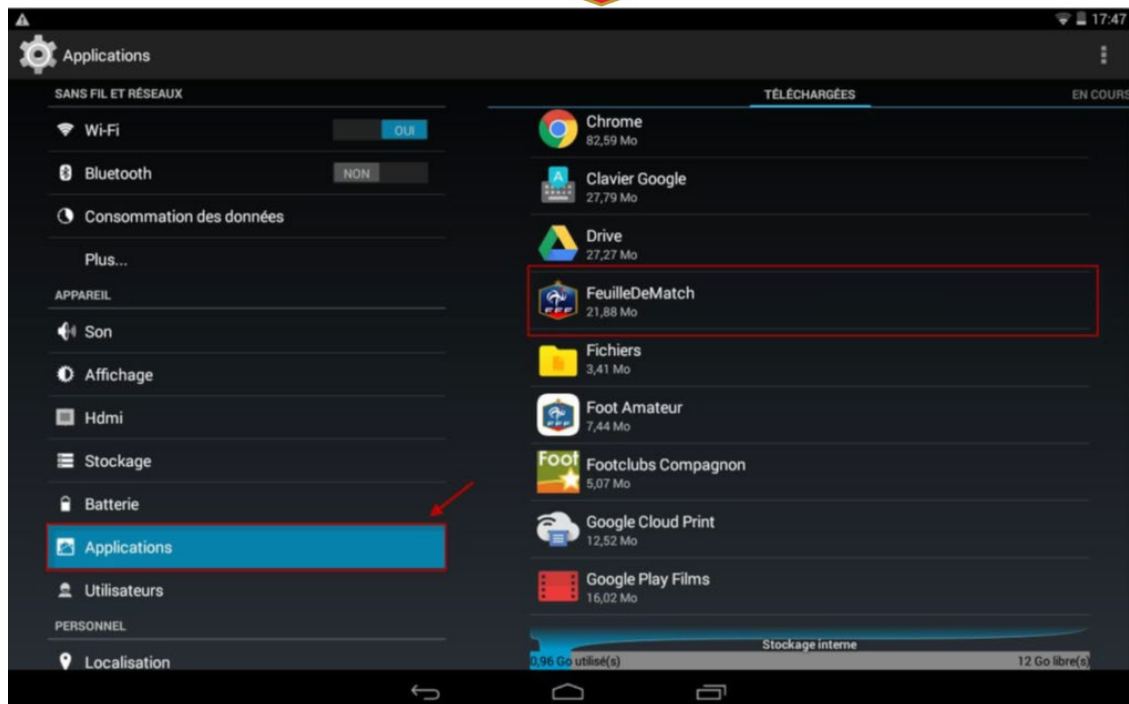 17:47
Applications
SANS FIL ET RÉSEAUX
Wi-Fi
OUI
Bluetooth
NON
Consommation des données
Plus...
APPAREIL
Son
Affichage
Hdmi
Stockage
Batterie
Applications
Utilisateurs
PERSONNEL
Localisation
TÉLÉCHARGÉES
EN COURS
Chrome
82,59 Mo
Clavier Google
27,79 Mo
Drive
27,27 Mo
FeuilleDeMatch
21,88 Mo
Fichiers
3,41 Mo
Foot Amateur
7,44 Mo
Foot
Footclubs Compagnon
5,07 Mo
Google Cloud Print
12,52 Mo
Google Play Films
16,02 Mo
Stockage interne
0,96 Go utilisé(s)
12 Go libre(s)